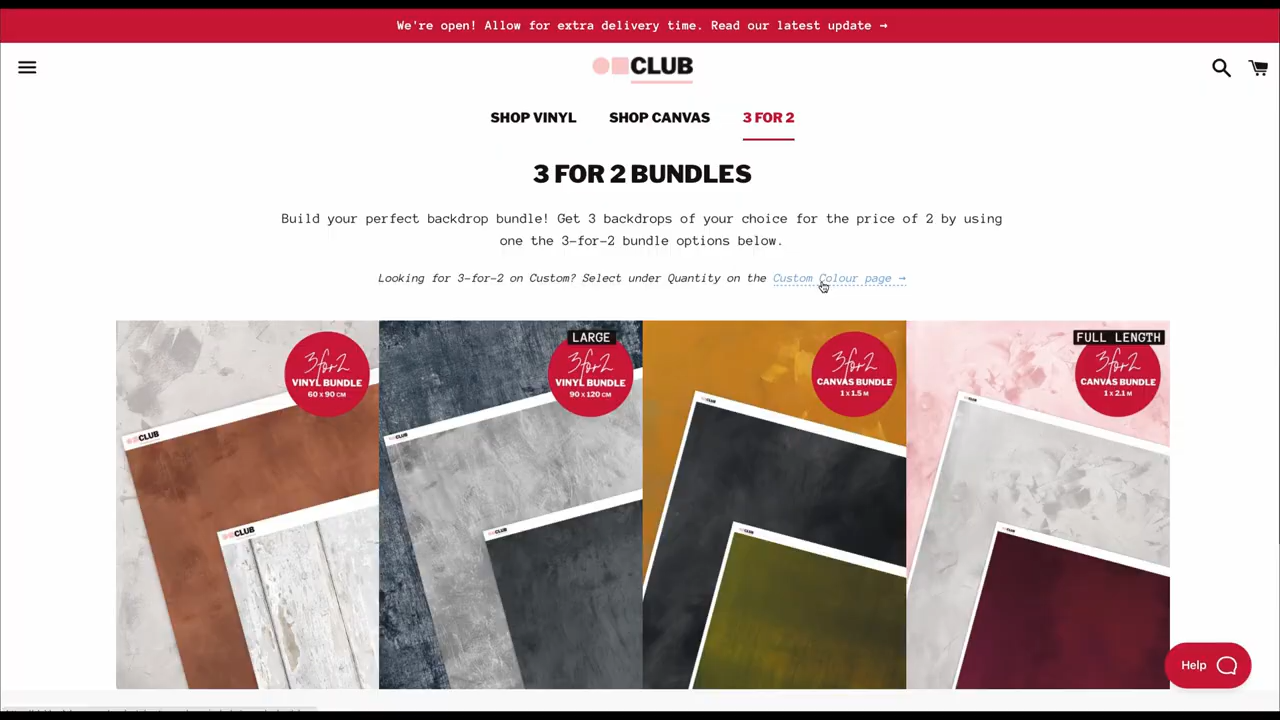 We're open! Allow for extra delivery time. Read our latest update →
CLUB
SHOP VINYL SHOP CANVAS 3 FOR 2
3 FOR 2 BUNDLES
Build your perfect backdrop bundle! Get 3 backdrops of your choice for the price of 2 by using
one the 3-for-2 bundle options below.
Looking for 3-for-2 on Custom? Select under Quantity on the Custom Colour page →
3 for 2
VINYL BUNDLE
60 x 90 CM
CLUB
CLUB
LARGE
3 for 2
VINYL BUNDLE
90 x 120 CM
CLUB
CLUB
3 for 2
CANVAS BUNDLE
1 x 1.5 M
CLUB
CLUB
FULL LENGTH
3 for 2
CANVAS BUNDLE
1 x 2.1 M
CLUB
CLUB
Help